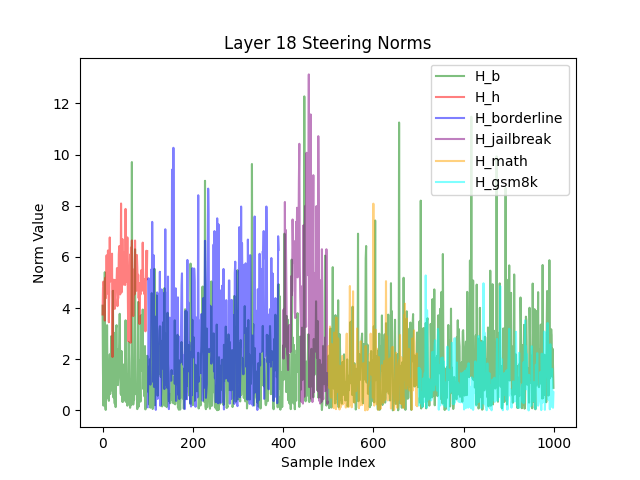 Layer 18 Steering Norms
H_b
H_h
H_borderline
H_jailbreak
H_math
H_gsm8k
12
10
8
6
4
2
0
Norm Value
0
200
400
600
800
1000
Sample Index